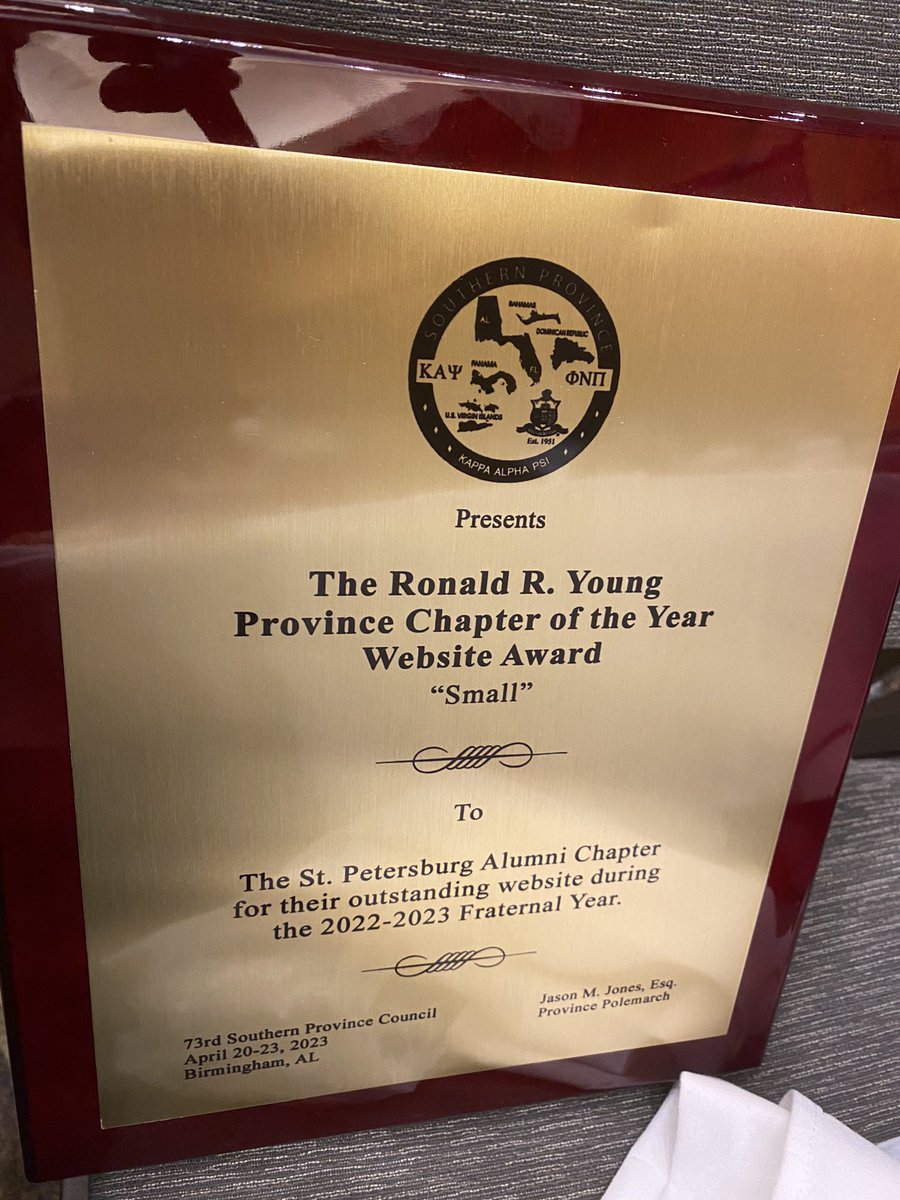 SOUTHERN PROVINCE
AL
BAHAMAS
DOMINICAN REPUBLIC
ΚΑΨ
PANAMA
FL
ΦΝΠ
U.S. VIRGIN ISLANDS
Est. 1951
KAPPA ALPHA PSI
Presents
The Ronald R. Young
Province Chapter of the Year
Website Award
“Small”
To
The St. Petersburg Alumni Chapter
for their outstanding website during
the 2022-2023 Fraternal Year.
73rd Southern Province Council
April 20-23, 2023
Birmingham, AL
Jason M. Jones, Esq.
Province Polemarch